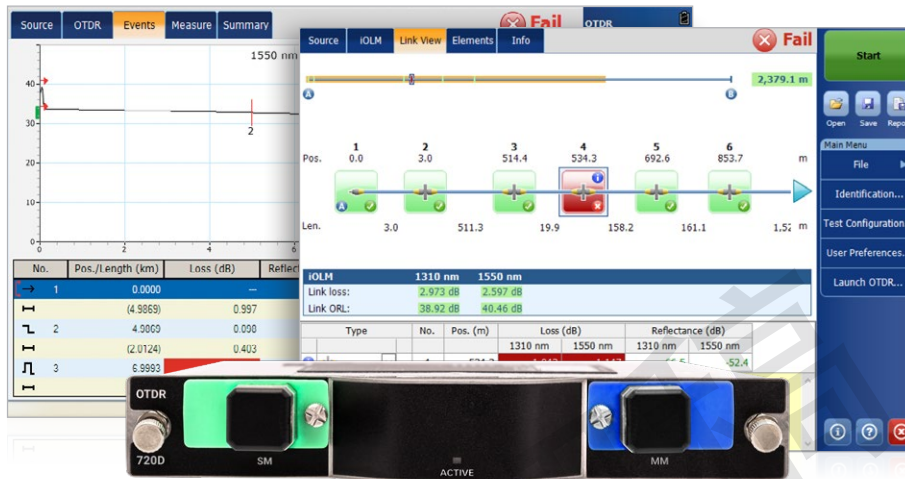 Source OTDR Events Measure Summary
Fail
OTDR
1550 nm
40
30
20
10
0
0 2 4 6
2
No. Pos./Length (km) Loss (dB)
1 0.0000 ---
(4.9869) 0.997
2 4.9869 0.098
(2.0124) 0.403
3 6.9993
Source iOLM Link View Elements Info
Fail
2,379.1 m
A B
1 2 3 4 5 6
Pos. 0.0 3.0 514.4 534.3 692.6 853.7 m
A
Len. 3.0 511.3 19.9 158.2 161.1 m
iOLM 1310 nm 1550 nm
Link loss: 2.973 dB 2.597 dB
Link ORL: 38.92 dB 40.46 dB
Type No. Pos. (m) Loss (dB) Reflectance (dB)
1310 nm 1550 nm 1310 nm 1550 nm
-52.4
Start
Open Save
Main Menu
File
Identification...
Test Configuration
User Preferences...
Launch OTDR...
OTDR
720D
SM
ACTIVE
MM